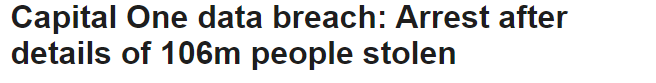 Capital One data breach: Arrest after
details of 106m people stolen